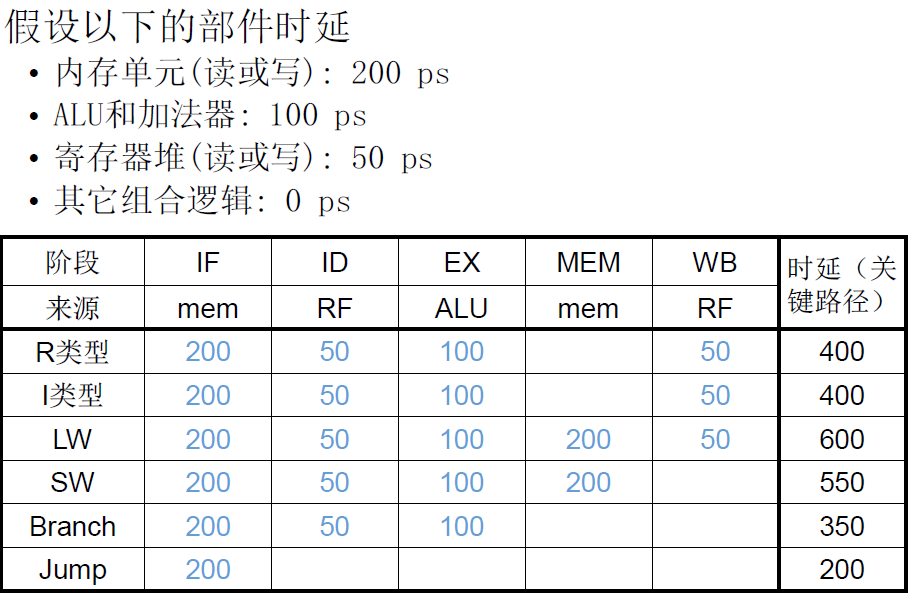 假设以下的部件时延
• 内存单元(读或写): 200 ps
• ALU和加法器: 100 ps
• 寄存器堆(读或写): 50 ps
• 其它组合逻辑: 0 ps
阶段 IF ID EX MEM WB 时延（关键路径）
来源 mem RF ALU mem RF
R类型 200 50 100 50 400
I类型 200 50 100 50 400
LW 200 50 100 200 50 600
SW 200 50 100 200 550
Branch 200 50 100 350
Jump 200 200